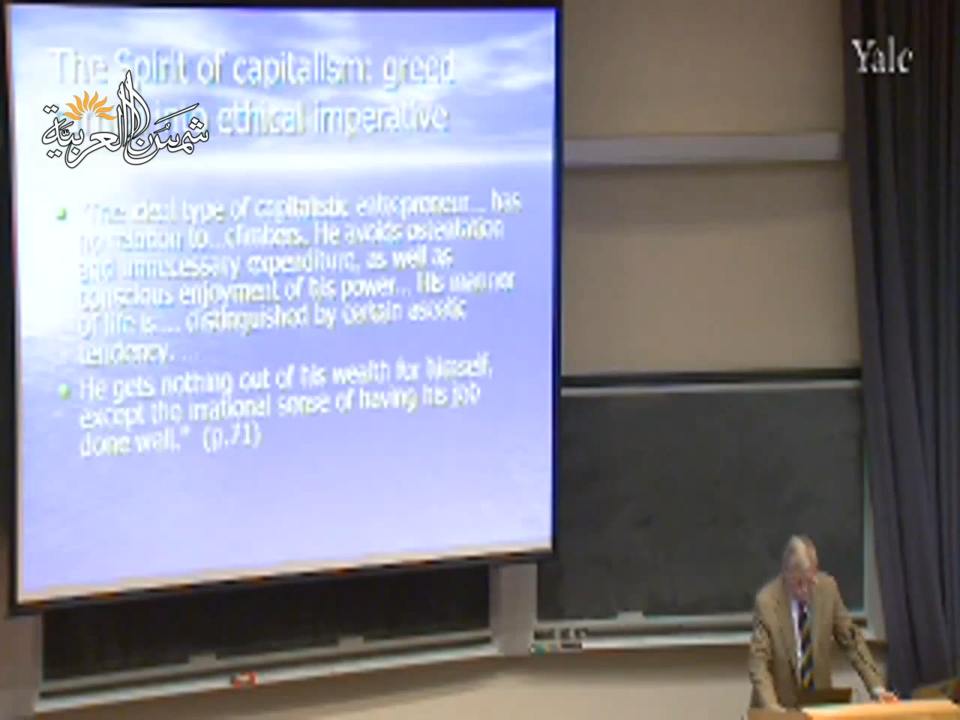 The Spirit of capitalism: greed
ethical imperative
Yale
شمس العربية
"The ideal type of capitalistic entrepreneur... has
no relation to...climbers. He avoids ostentation
and unnecessary expenditure, as well as
conscious enjoyment of his power... His manner
of life is.... distinguished by certain ascetic
tendency. ...
He gets nothing out of his wealth for himself,
except the irrational sense of having his job
done well." (p.71)